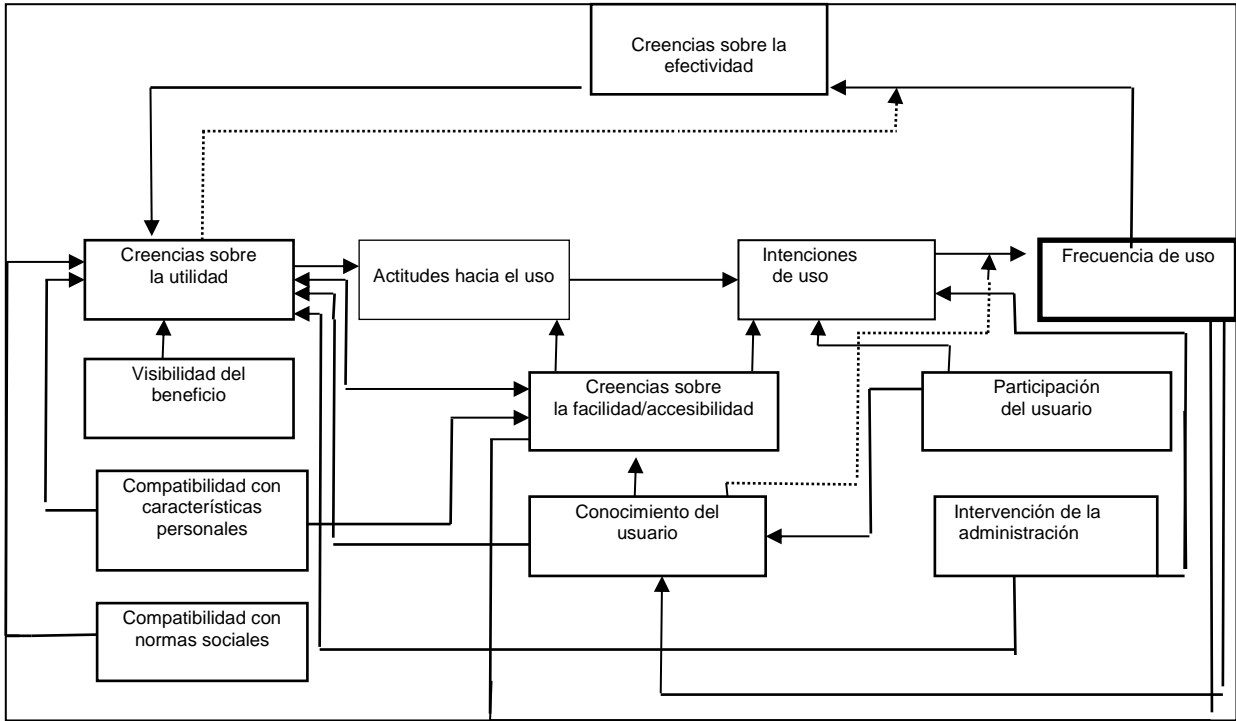 Creencias sobre la
efectividad
Creencias sobre
la utilidad
Actitudes hacia el uso
Intenciones
de uso
Frecuencia de uso
Visibilidad del
beneficio
Creencias sobre
la facilidad/accesibilidad
Participación
del usuario
Compatibilidad con
características
personales
Conocimiento del
usuario
Intervención de la
administración
Compatibilidad con
normas sociales